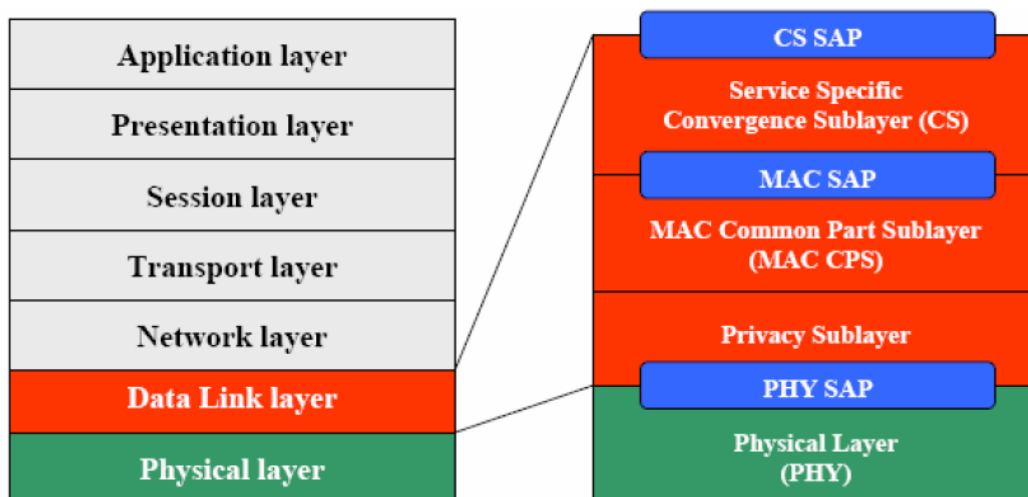 Application layer
Presentation layer
Session layer
Transport layer
Network layer
Data Link layer
Physical layer
CS SAP
Service Specific
Convergence Sublayer (CS)
MAC SAP
MAC Common Part Sublayer
(MAC CPS)
Privacy Sublayer
PHY SAP
Physical Layer
(PHY)